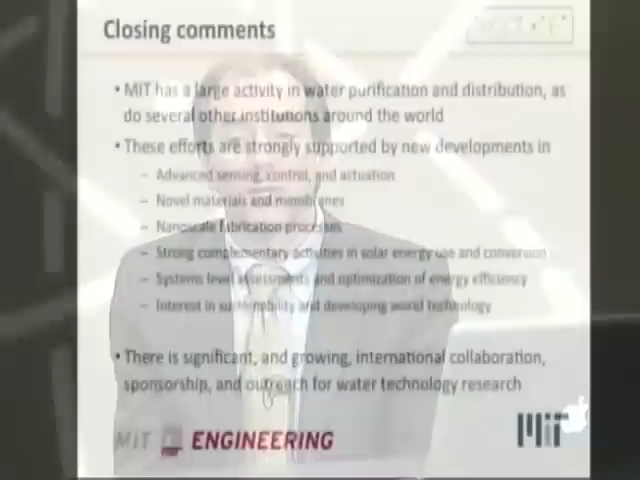 Closing comments
• MIT has a large activity in water purification and distribution, as
do several other institutions around the world
• These efforts are strongly supported by new developments in
– Advanced sensing, control, and actuation
– Novel materials and membranes
– Nanoscale fabrication processes
– Strong complementary activities in solar energy use and conversion
– Systems level assessments and optimization of energy efficiency
– Interest in sustainability and developing world technology
• There is significant, and growing, international collaboration,
sponsorship, and outreach for water technology research
MIT ENGINEERING
MIT